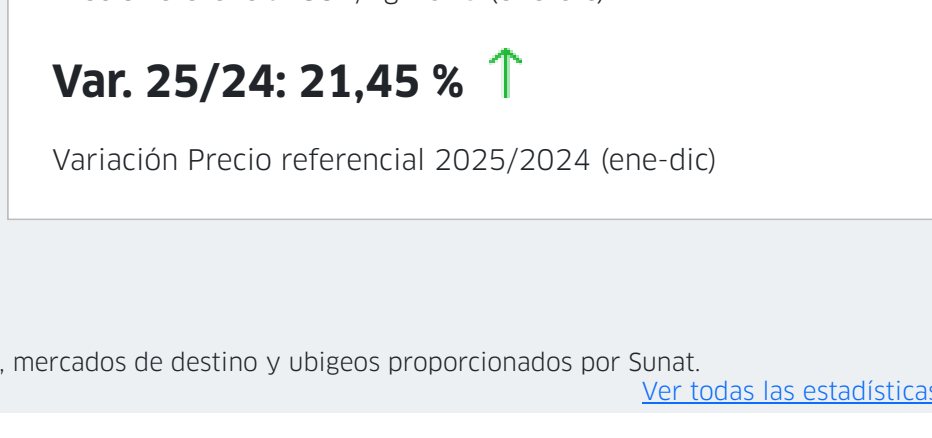 Var. 25/24: 21,45 %
Variación Precio referencial 2025/2024 (ene-dic)
, mercados de destino y ubigeos proporcionados por Sunat.
Ver todas las estadísticas